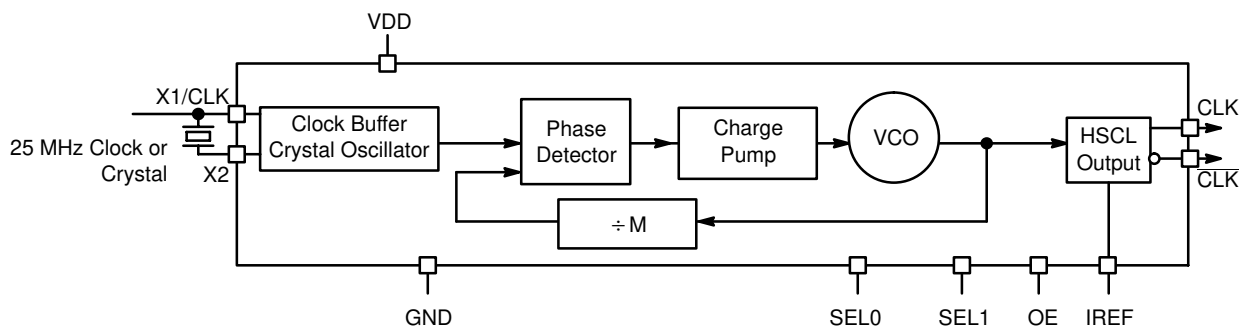 VDD
X1/CLK
25 MHz Clock or
Crystal
X2
Clock Buffer
Crystal Oscillator
Phase
Detector
Charge
Pump
VCO
÷ M
HSCL
Output
CLK
CLK
GND
SEL0
SEL1
OE
IREF